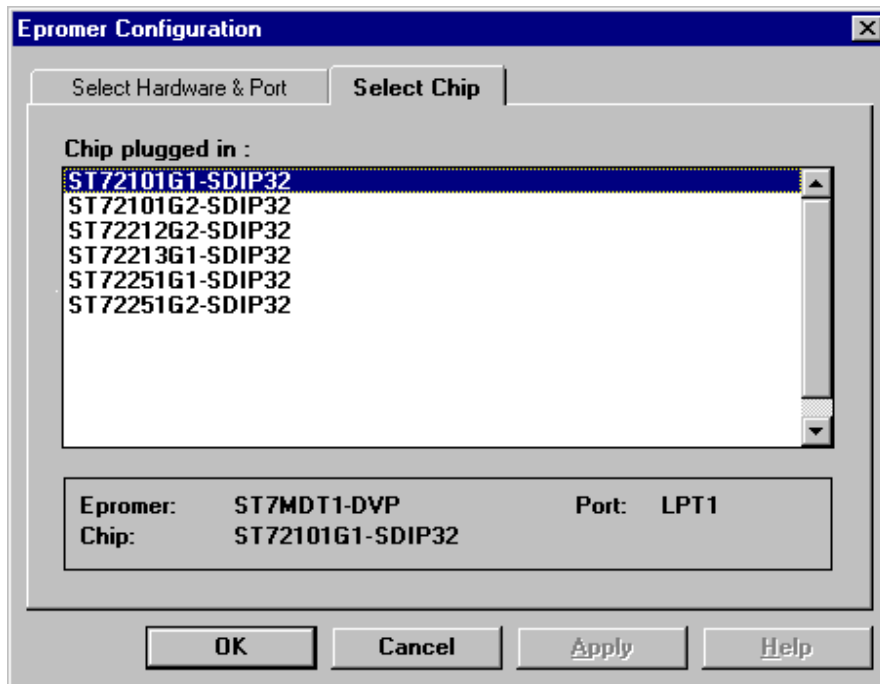 Epromer Configuration
Select Hardware & Port Select Chip
Chip plugged in :
ST72101G1-SDIP32
ST72101G2-SDIP32
ST72212G2-SDIP32
ST72213G1-SDIP32
ST72251G1-SDIP32
ST72251G2-SDIP32
Epromer: ST7MDT1-DVP Port: LPT1
Chip: ST72101G1-SDIP32
OK Cancel Apply Help